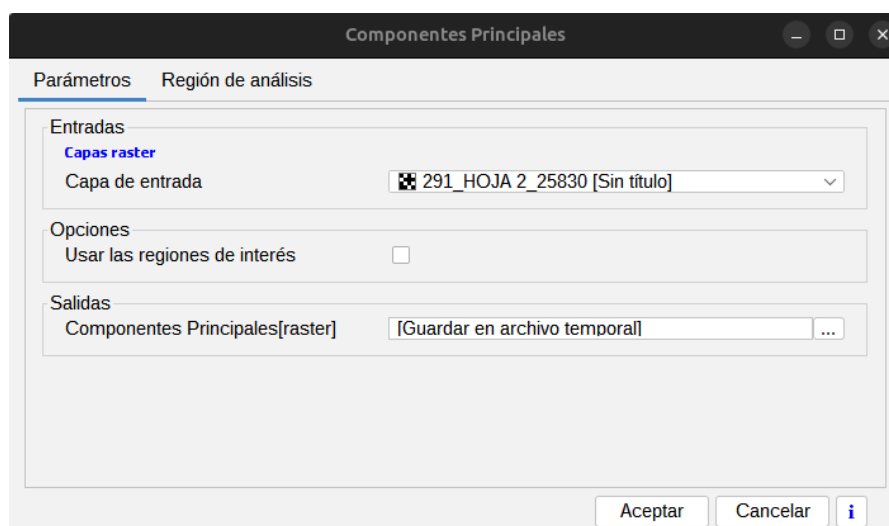 Componentes Principales
Parámetros Región de análisis
Entradas
Capas raster
Capa de entrada 291_HOJA 2_25830 [Sin título]
Opciones
Usar las regiones de interés
Salidas
Componentes Principales[raster] [Guardar en archivo temporal] ...
Aceptar Cancelar i